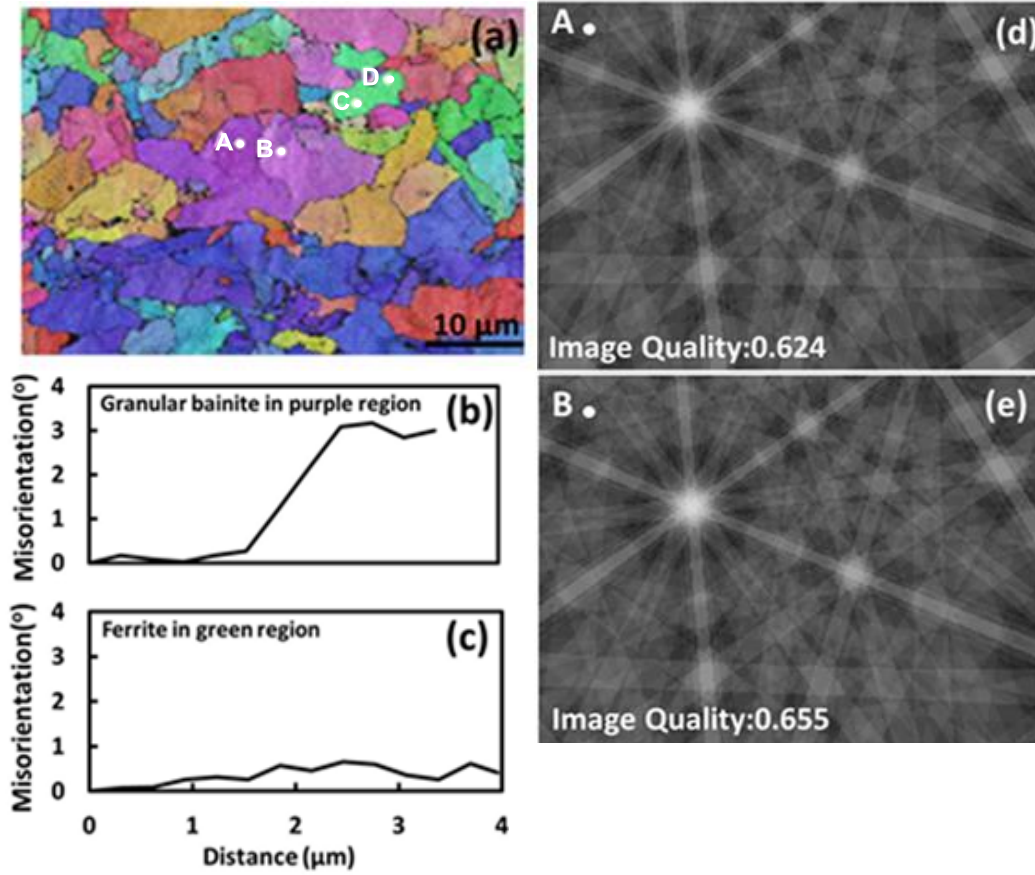 (a)
A
B
C
D
10 μm
A
(d)
Image Quality:0.624
B
(e)
Image Quality:0.655
Misorientation(º)
4
3
2
1
0
Granular bainite in purple region
(b)
Misorientation(º)
4
3
2
1
0
Ferrite in green region
(c)
0 1 2 3 4
Distance (μm)